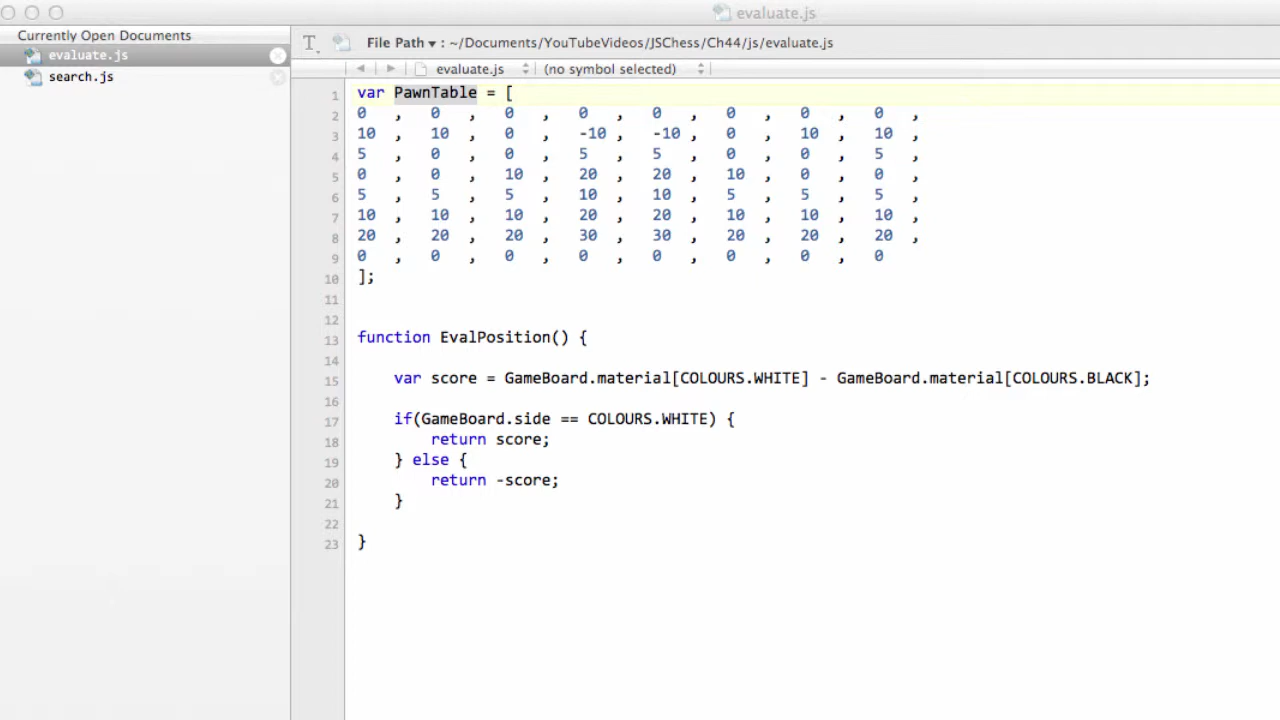 evaluate.js
Currently Open Documents
evaluate.js
search.js
File Path ▾ : ~/Documents/YouTubeVideos/JSChess/Ch44/js/evaluate.js
evaluate.js (no symbol selected)
1 var PawnTable = [
2 0 , 0 , 0 , 0 , 0 , 0 , 0 , 0 ,
3 10 , 10 , 0 , -10 , -10 , 0 , 10 , 10 ,
4 5 , 0 , 0 , 5 , 5 , 0 , 0 , 5 ,
5 0 , 0 , 10 , 20 , 20 , 10 , 0 , 0 ,
6 5 , 5 , 5 , 10 , 10 , 5 , 5 , 5 ,
7 10 , 10 , 10 , 20 , 20 , 10 , 10 , 10 ,
8 20 , 20 , 20 , 30 , 30 , 20 , 20 , 20 ,
9 0 , 0 , 0 , 0 , 0 , 0 , 0 , 0
10 ];
11
12
13 function EvalPosition() {
14
15 var score = GameBoard.material[COLOURS.WHITE] - GameBoard.material[COLOURS.BLACK];
16
17 if(GameBoard.side == COLOURS.WHITE) {
18 return score;
19 } else {
20 return -score;
21 }
22
23 }